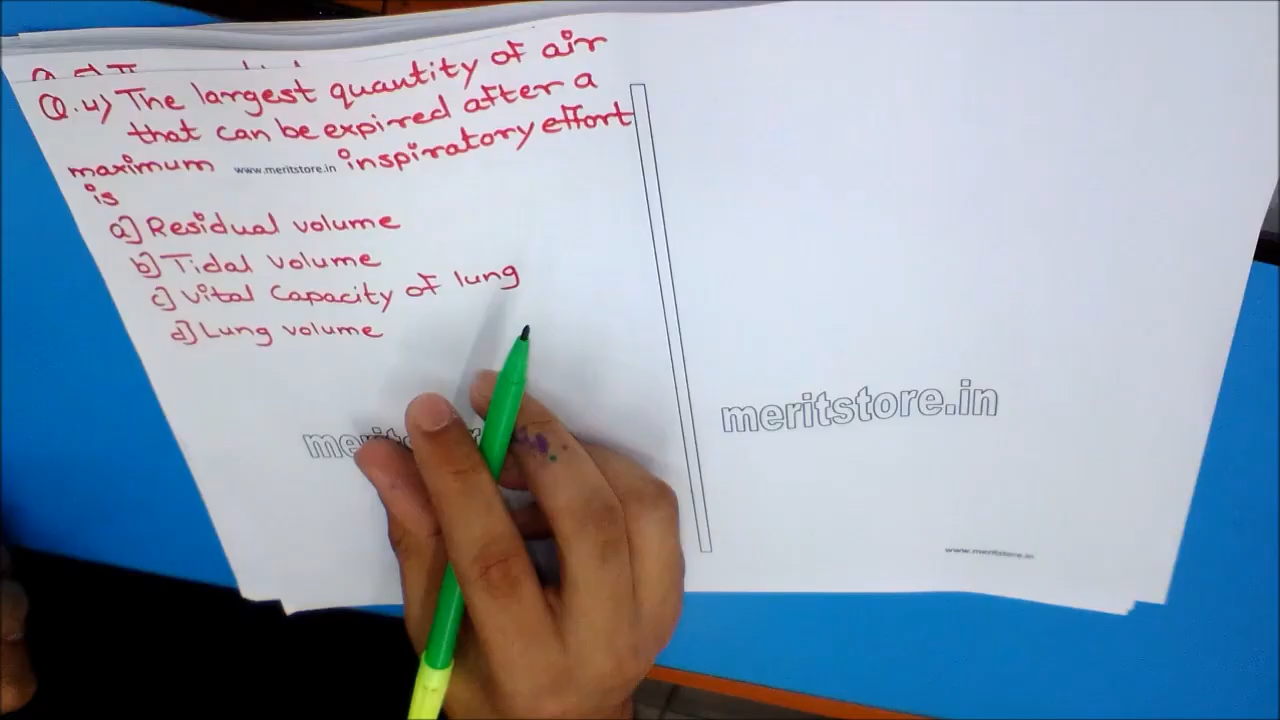 Q.4) The largest quantity of air
that can be expired after a
maximum www.meritstore.in inspiratory effort
is
a] Residual volume
b] Tidal volume
c] Vital Capacity of lung
d] Lung volume
meritstore.in
www.meritstore.in